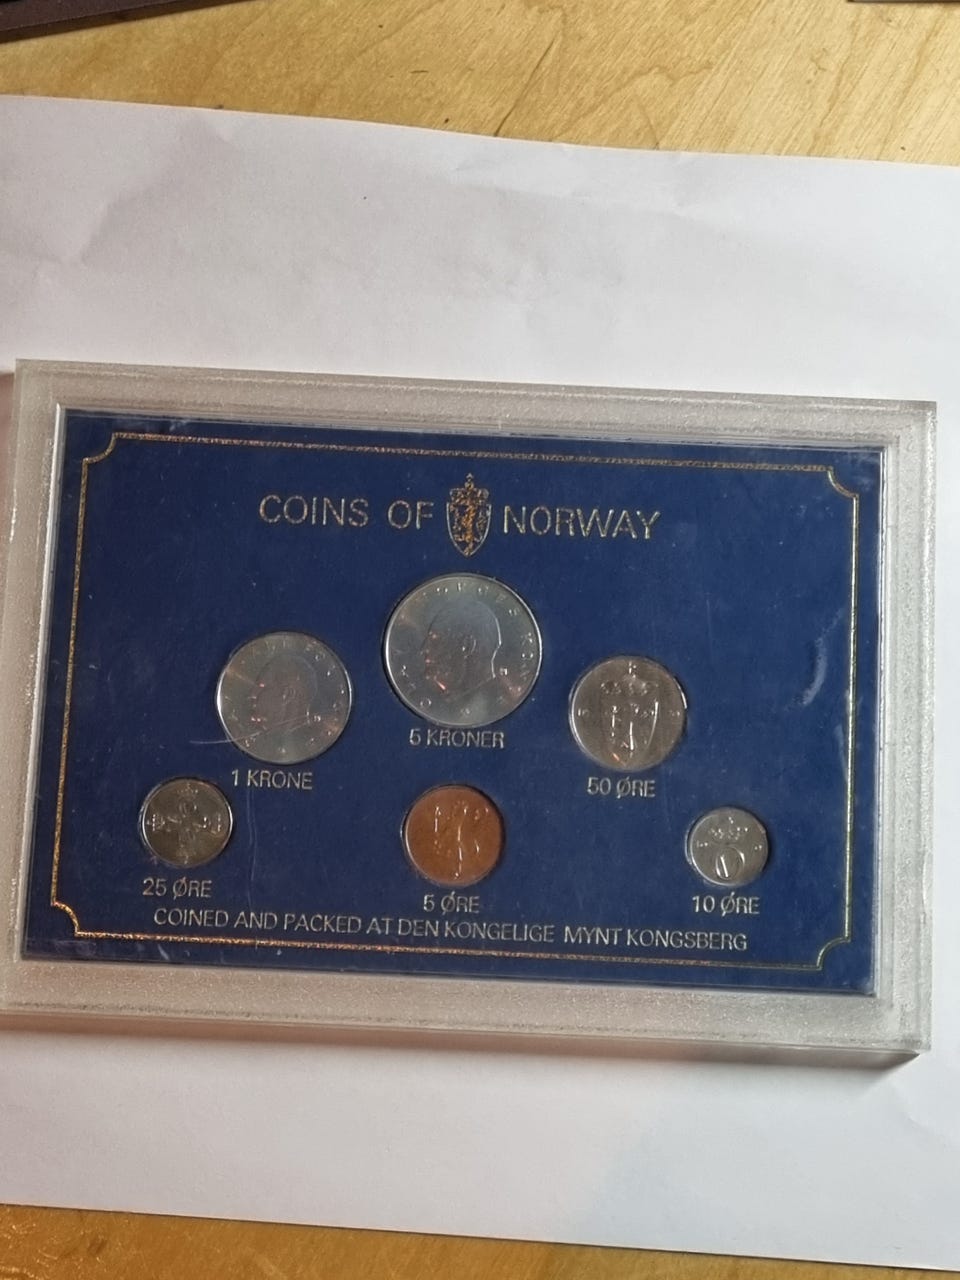 COINS OF NORWAY
5 KRONER
1 KRONE
50 ØRE
25 ØRE
5 ØRE
10 ØRE
COINED AND PACKED AT DEN KONGELIGE MYNT KONGSBERG